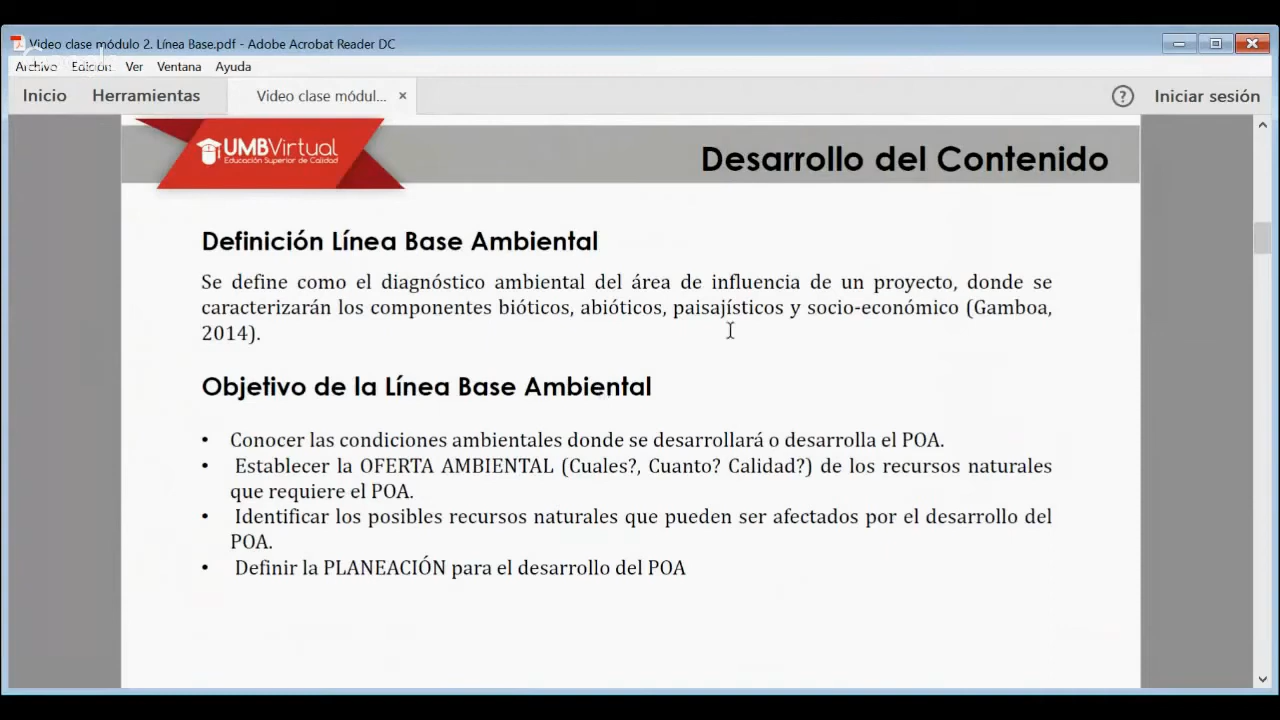 Video clase módulo 2. Línea Base.pdf - Adobe Acrobat Reader DC
Archivo Edición Ver Ventana Ayuda
Inicio Herramientas Video clase módul... × ? Iniciar sesión
UMBVirtual
Educación Superior de Calidad
Desarrollo del Contenido
Definición Línea Base Ambiental
Se define como el diagnóstico ambiental del área de influencia de un proyecto, donde se
caracterizarán los componentes bióticos, abióticos, paisajísticos y socio-económico (Gamboa,
2014).
Objetivo de la Línea Base Ambiental
• Conocer las condiciones ambientales donde se desarrollará o desarrolla el POA.
• Establecer la OFERTA AMBIENTAL (Cuales?, Cuanto? Calidad?) de los recursos naturales
que requiere el POA.
• Identificar los posibles recursos naturales que pueden ser afectados por el desarrollo del
POA.
• Definir la PLANEACIÓN para el desarrollo del POA